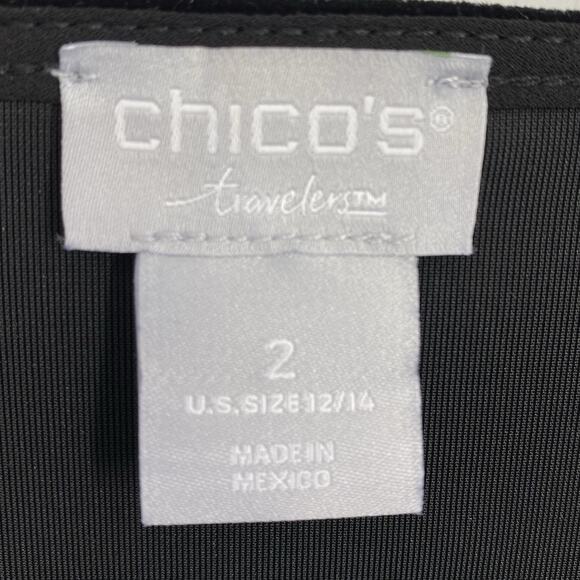 chico's®
travelers™
2
U.S. SIZE 12/14
MADE IN
MEXICO